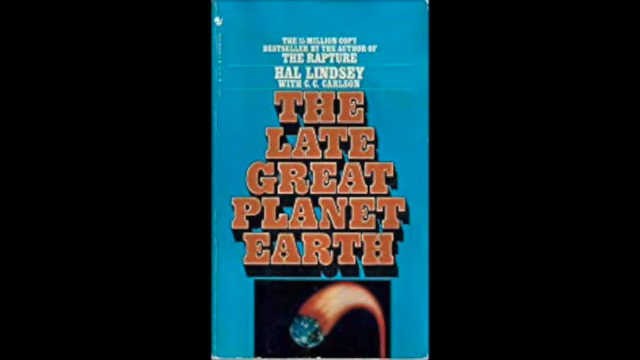 THE 15 MILLION COPY
BESTSELLER BY THE AUTHOR OF
THE RAPTURE
HAL LINDSEY
WITH C. C. CARLSON
THE
LATE
GREAT
PLANET
EARTH